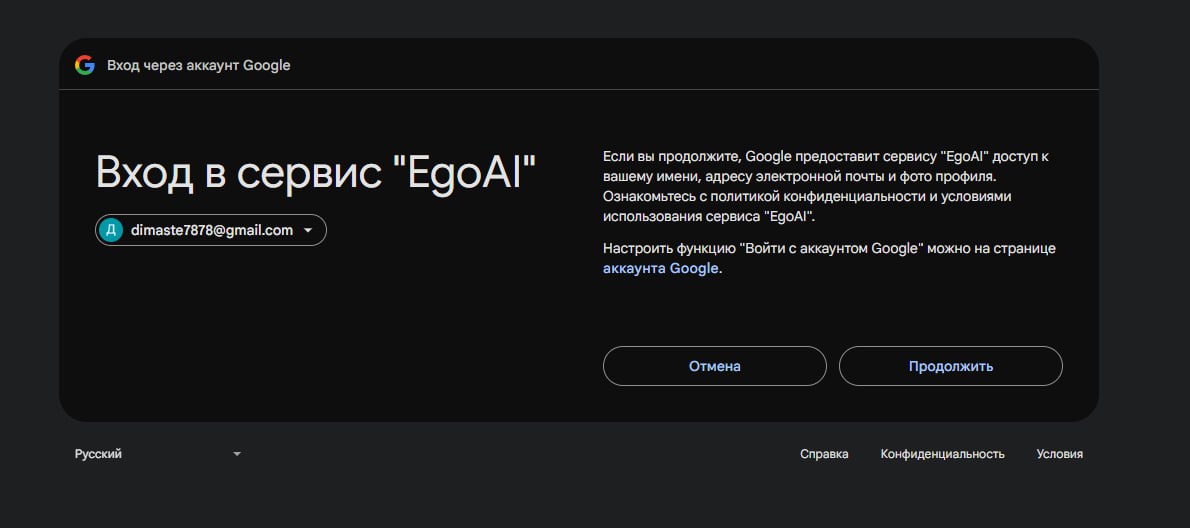 Вход через аккаунт Google
Вход в сервис "EgoAI"
Д
dimaste7878@gmail.com
Если вы продолжите, Google предоставит сервису "EgoAI" доступ к
вашему имени, адресу электронной почты и фото профиля.
Ознакомьтесь с политикой конфиденциальности и условиями
использования сервиса "EgoAI".
Настроить функцию "Войти с аккаунтом Google" можно на странице
аккаунта Google.
Отмена
Продолжить
Русский
Справка
Конфиденциальность
Условия